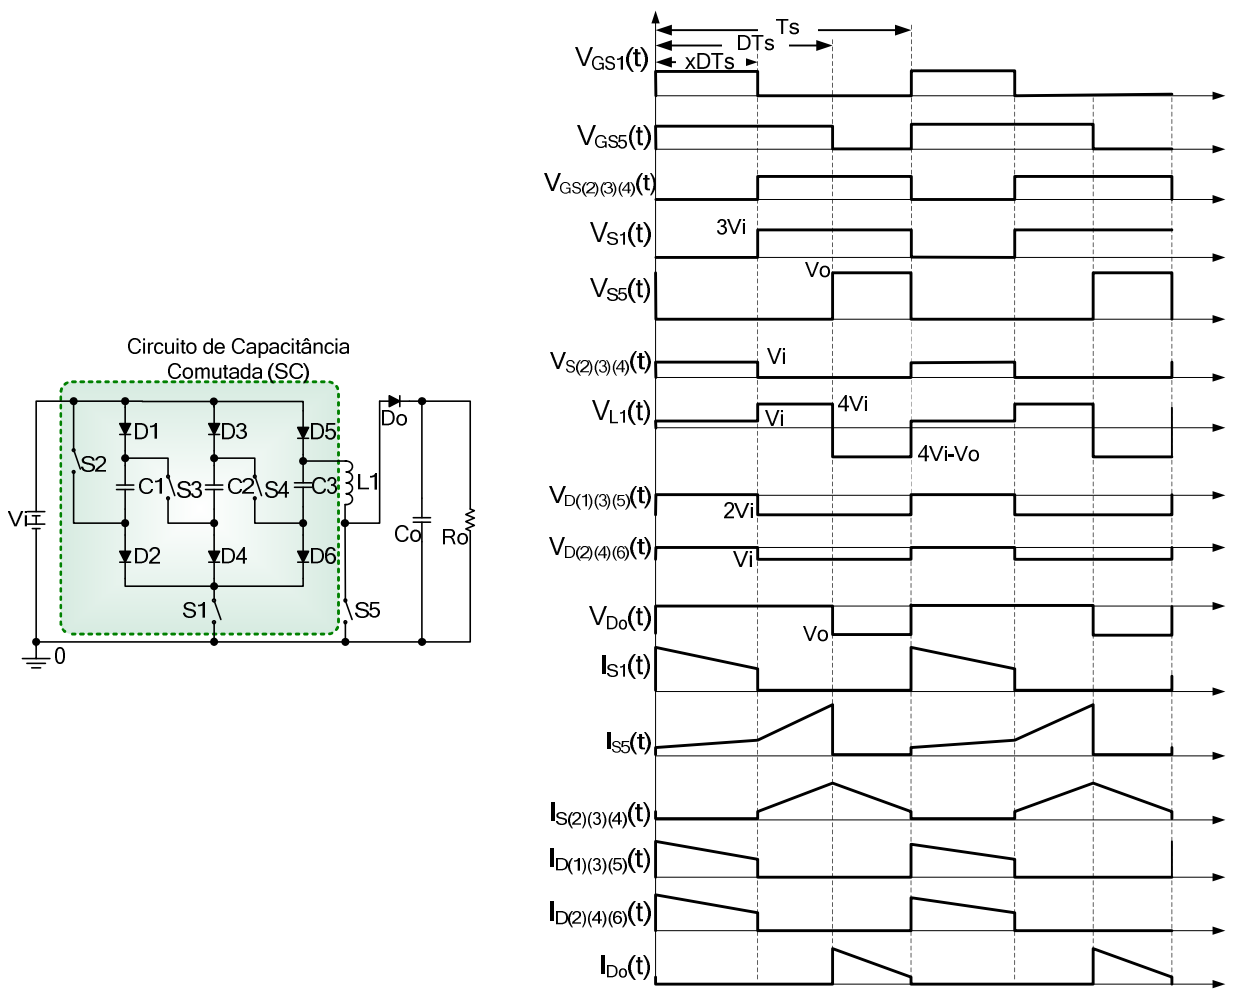 Circuito de Capacitância
Comutada (SC)
D1
D3
D5
Do
S2
C1
S3
C2
S4
C3
L1
Vi
D2
D4
D6
Co
Ro
S1
S5
0
Ts
DTs
xDTs
VGS1(t)
VGS5(t)
VGS(2)(3)(4)(t)
VS1(t)
3Vi
VS5(t)
Vo
VS(2)(3)(4)(t)
Vi
VL1(t)
Vi
4Vi
4Vi-Vo
VD(1)(3)(5)(t)
2Vi
VD(2)(4)(6)(t)
Vi
VDo(t)
Vo
IS1(t)
IS5(t)
IS(2)(3)(4)(t)
ID(1)(3)(5)(t)
ID(2)(4)(6)(t)
IDo(t)